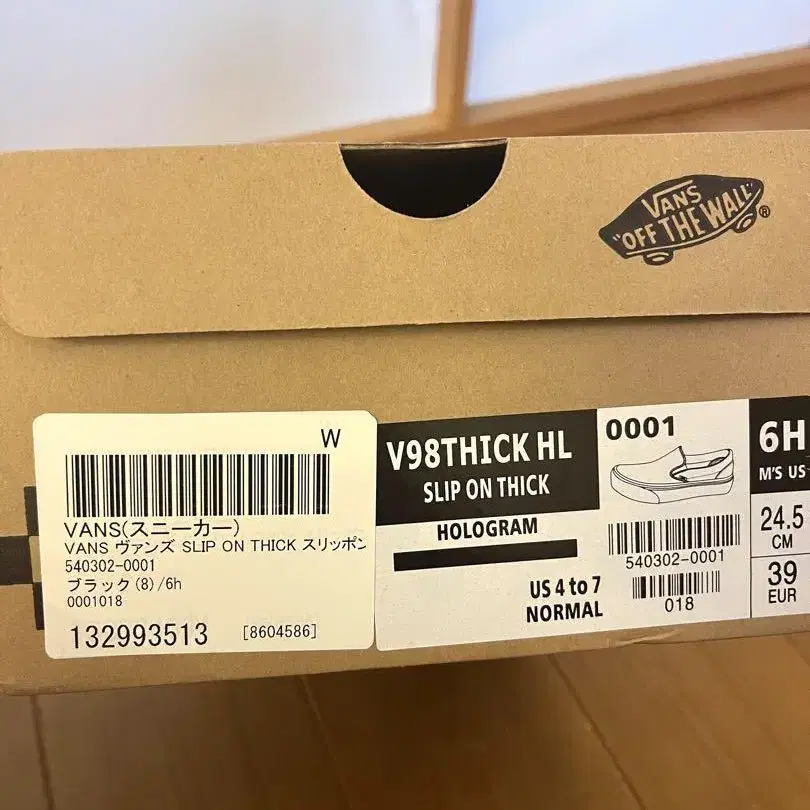 VANS
"OFF THE WALL"®
W
VANS(スニーカー)
VANS ヴァンズ SLIP ON THICK スリッポン
540302-0001
ブラック(8)/6h
0001018
132993513 [8604586]
V98THICK HL
SLIP ON THICK
HOLOGRAM
US 4 to 7
NORMAL
0001
540302-0001
018
6H
M'S US
24.5
CM
39
EUR